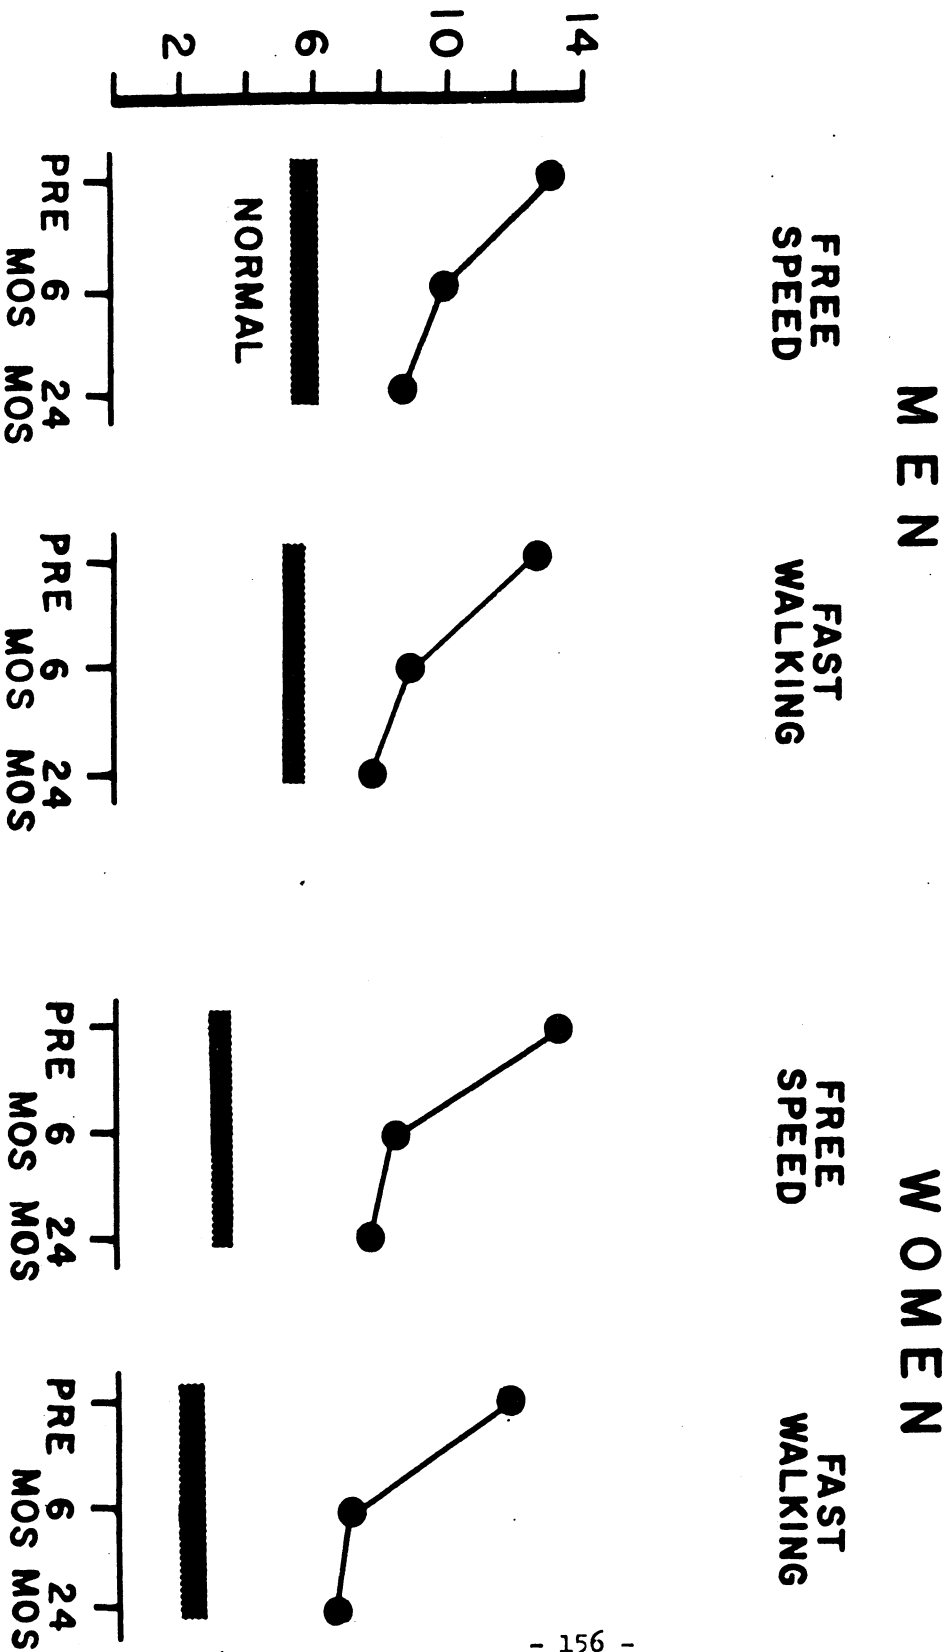 MEN
WOMEN
FREE
SPEED
FAST
WALKING
FREE
SPEED
FAST
WALKING
14
10
6
2
NORMAL
PRE 6 24
MOS MOS
PRE 6 24
MOS MOS
PRE 6 24
MOS MOS
PRE 6 24
MOS MOS
- 156 -